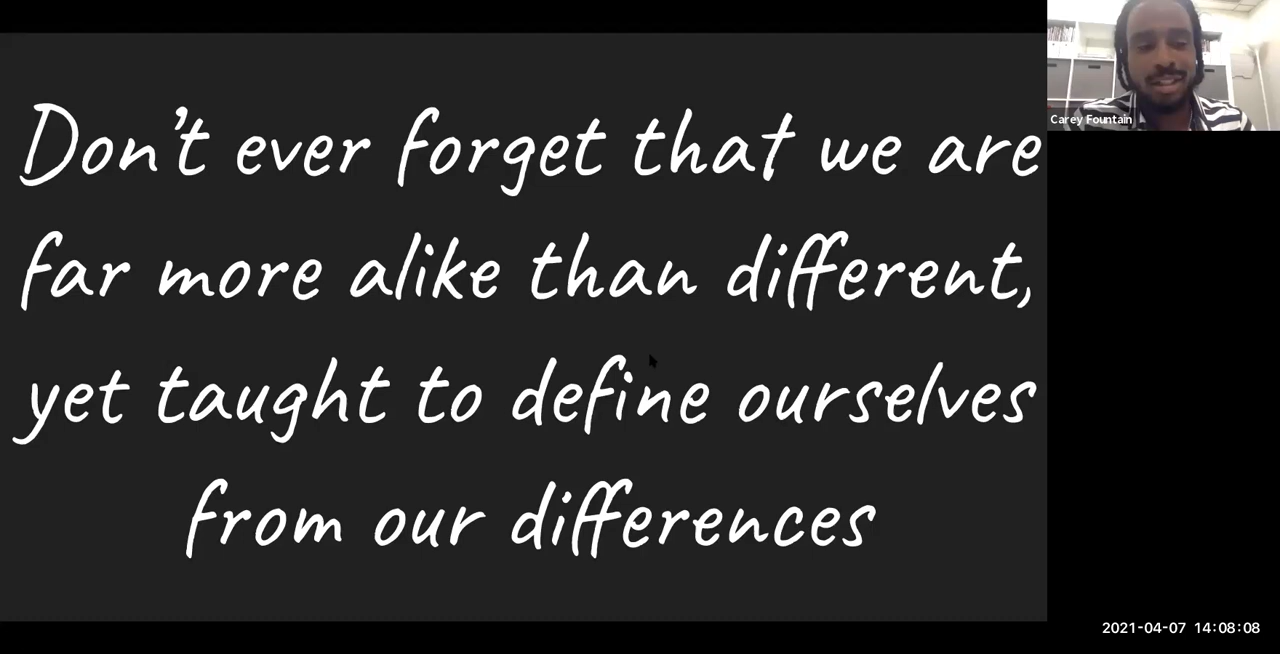 Don't ever forget that we are
far more alike than different,
yet taught to define ourselves
from our differences
Carey Fountain
2021-04-07 14:08:08